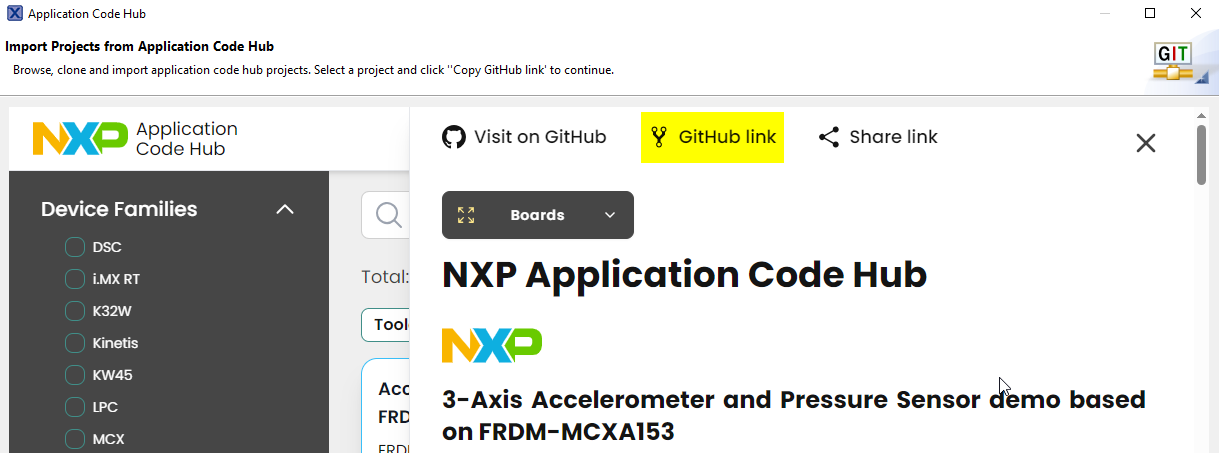 Application Code Hub
Import Projects from Application Code Hub
Browse, clone and import application code hub projects. Select a project and click ''Copy GitHub link' to continue.
GIT
NXP Application
Code Hub
Device Families
DSC
i.MX RT
K32W
Kinetis
KW45
LPC
MCX
Total:
Tool
Acc
FRD
FRD
Visit on GitHub
GitHub link
Share link
Boards
NXP Application Code Hub
NXP
3-Axis Accelerometer and Pressure Sensor demo based
on FRDM-MCXA153